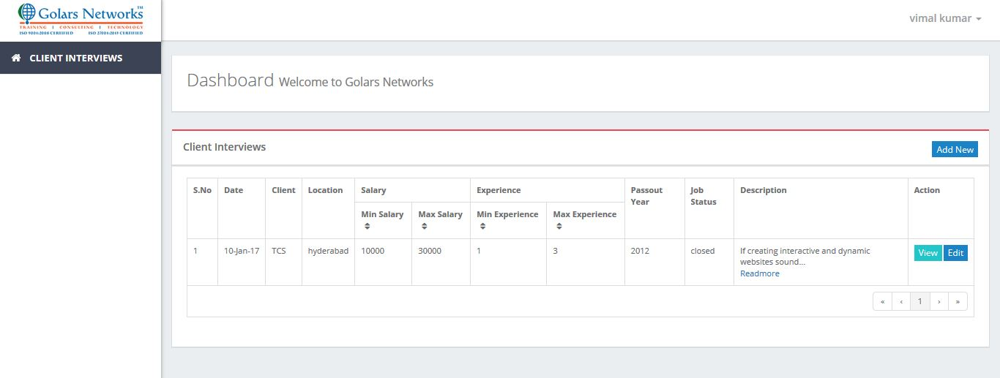 Golars Networks™
TRAINING | CONSULTING | TECHNOLOGY
ISO 9001:2008 CERTIFIED ISO 27001:2013 CERTIFIED
vimal kumar
CLIENT INTERVIEWS
Dashboard Welcome to Golars Networks
Client Interviews
Add New
S.No Date Client Location Salary Experience Passout Job Description Action
Year Status
Min Salary Max Salary Min Experience Max Experience
1 10-Jan-17 TCS hyderabad 10000 30000 1 3 2012 closed If creating interactive and dynamic View Edit
websites sound...
Readmore
« ‹ 1 › »